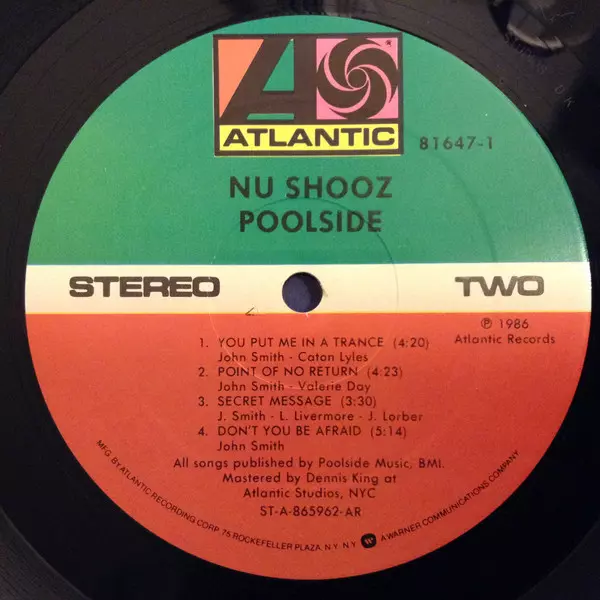 ATLANTIC
81647-1
NU SHOOZ
POOLSIDE
STEREO
TWO
℗ 1986
Atlantic Records
1. YOU PUT ME IN A TRANCE (4:20)
John Smith - Caton Lyles
2. POINT OF NO RETURN (4:23)
John Smith - Valerie Day
3. SECRET MESSAGE (3:30)
J. Smith - L. Livermore - J. Lorber
4. DON'T YOU BE AFRAID (5:14)
John Smith
All songs published by Poolside Music, BMI.
Mastered by Dennis King at
Atlantic Studios, NYC
ST-A-865962-AR
MFG BY ATLANTIC RECORDING CORP. 75 ROCKEFELLER PLAZA. N.Y. N.Y. A WARNER COMMUNICATIONS COMPANY